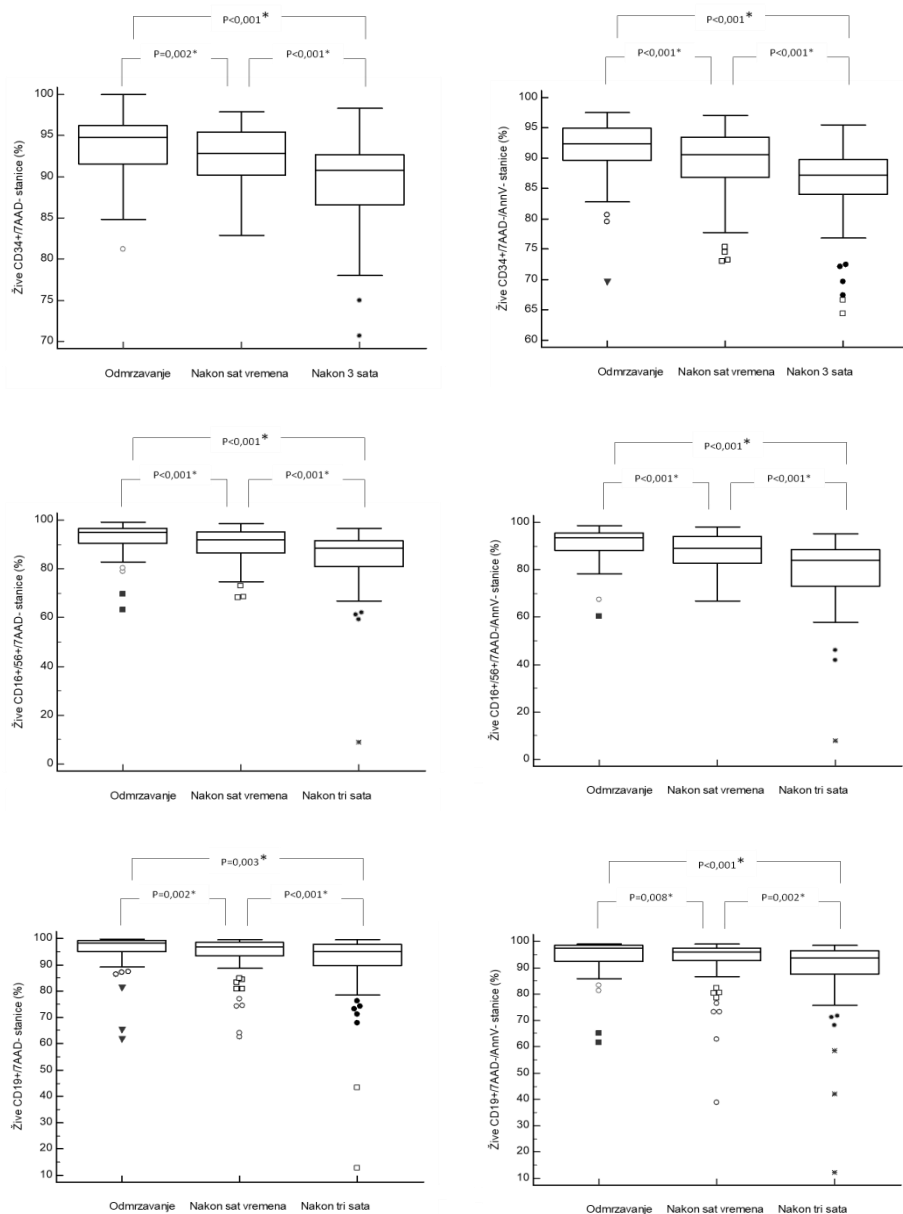 P<0,001*
P=0,002* P<0,001*
100
95
90
85
80
75
70
Žive CD34+/7AAD- stanice (%)
Odmrzavanje Nakon sat vremena Nakon 3 sata
P<0,001*
P<0,001* P<0,001*
100
95
90
85
80
75
70
65
60
Žive CD34+/7AAD-/AnnV- stanice (%)
Odmrzavanje Nakon sat vremena Nakon 3 sata
P<0,001*
P<0,001* P<0,001*
100
80
60
40
20
0
Žive CD16+/56+/7AAD- stanice (%)
Odmrzavanje Nakon sat vremena Nakon tri sata
P<0,001*
P<0,001* P<0,001*
100
80
60
40
20
0
Žive CD16+/56+/7AAD-/AnnV- stanice (%)
Odmrzavanje Nakon sat vremena Nakon tri sata
P=0,003*
P=0,002* P<0,001*
100
90
80
70
60
50
40
30
20
10
Žive CD19+/7AAD- stanice (%)
Odmrzavanje Nakon sat vremena Nakon tri sata
P<0,001*
P=0,008* P=0,002*
100
90
80
70
60
50
40
30
20
10
Žive CD19+/7AAD-/AnnV- stanice (%)
Odmrzavanje Nakon sat vremena Nakon tri sata